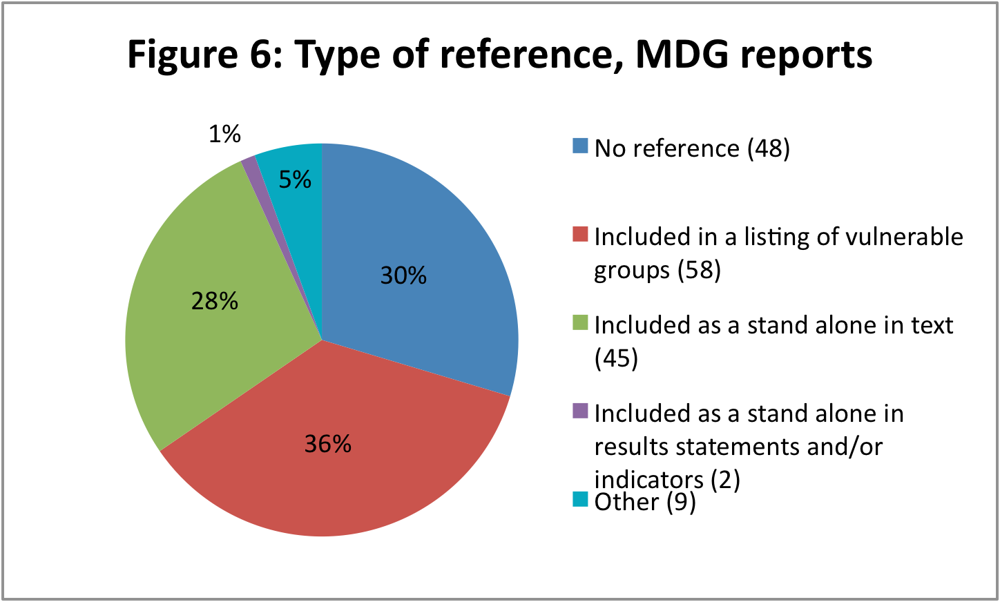 Figure 6: Type of reference, MDG reports
1%
5%
30%
28%
36%
No reference (48)
Included in a listing of vulnerable
groups (58)
Included as a stand alone in text
(45)
Included as a stand alone in
results statements and/or
indicators (2)
Other (9)